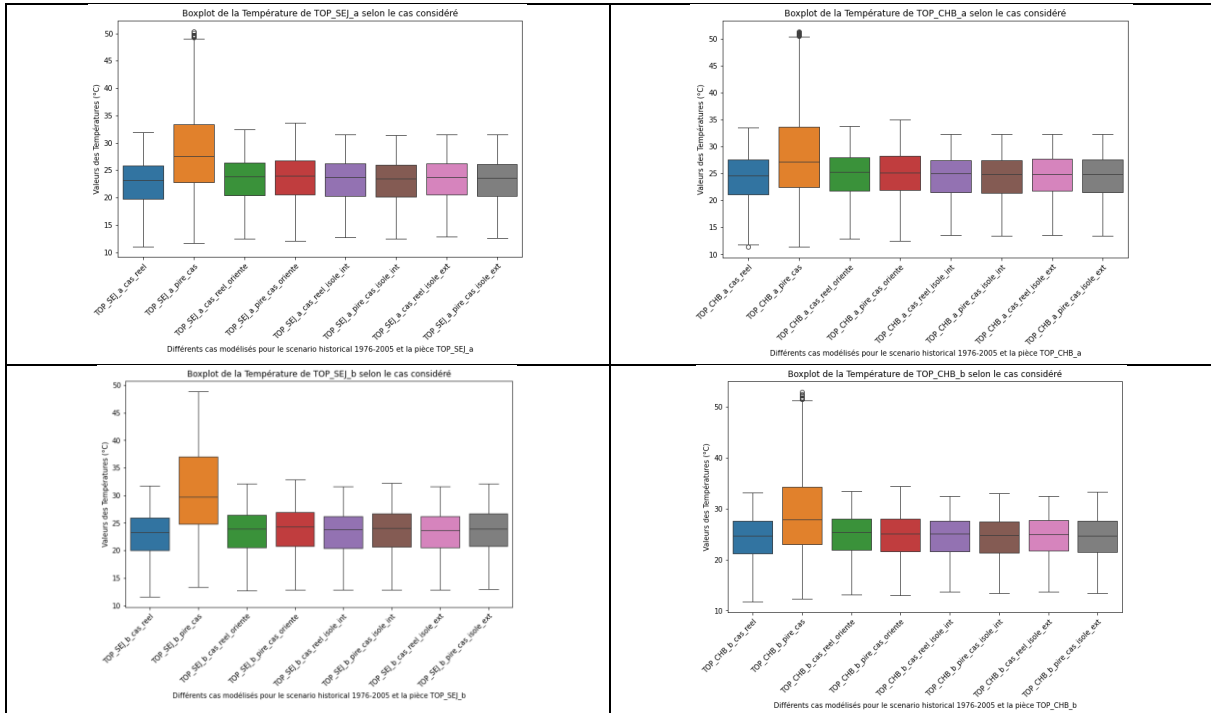 Boxplot de la Température de TOP_SEJ_a selon le cas considéré
Valeurs des Températures (°C)
50
45
40
35
30
25
20
15
10
TOP_SEJ_a_cas_reel
TOP_SEJ_a_pire_cas
TOP_SEJ_a_cas_reel_oriente
TOP_SEJ_a_pire_cas_oriente
TOP_SEJ_a_cas_reel_isole_int
TOP_SEJ_a_pire_cas_isole_int
TOP_SEJ_a_cas_reel_isole_ext
TOP_SEJ_a_pire_cas_isole_ext
Différents cas modélisés pour le scenario historical 1976-2005 et la pièce TOP_SEJ_a
Boxplot de la Température de TOP_CHB_a selon le cas considéré
Valeurs des Températures (°C)
50
45
40
35
30
25
20
15
10
TOP_CHB_a_cas_reel
TOP_CHB_a_pire_cas
TOP_CHB_a_cas_reel_oriente
TOP_CHB_a_pire_cas_oriente
TOP_CHB_a_cas_reel_isole_int
TOP_CHB_a_pire_cas_isole_int
TOP_CHB_a_cas_reel_isole_ext
TOP_CHB_a_pire_cas_isole_ext
Différents cas modélisés pour le scenario historical 1976-2005 et la pièce TOP_CHB_a
Boxplot de la Température de TOP_SEJ_b selon le cas considéré
Valeurs des Températures (°C)
50
45
40
35
30
25
20
15
10
TOP_SEJ_b_cas_reel
TOP_SEJ_b_pire_cas
TOP_SEJ_b_cas_reel_oriente
TOP_SEJ_b_pire_cas_oriente
TOP_SEJ_b_cas_reel_isole_int
TOP_SEJ_b_pire_cas_isole_int
TOP_SEJ_b_cas_reel_isole_ext
TOP_SEJ_b_pire_cas_isole_ext
Différents cas modélisés pour le scenario historical 1976-2005 et la pièce TOP_SEJ_b
Boxplot de la Température de TOP_CHB_b selon le cas considéré
Valeurs des Températures (°C)
50
40
30
20
10
TOP_CHB_b_cas_reel
TOP_CHB_b_pire_cas
TOP_CHB_b_cas_reel_oriente
TOP_CHB_b_pire_cas_oriente
TOP_CHB_b_cas_reel_isole_int
TOP_CHB_b_pire_cas_isole_int
TOP_CHB_b_cas_reel_isole_ext
TOP_CHB_b_pire_cas_isole_ext
Différents cas modélisés pour le scenario historical 1976-2005 et la pièce TOP_CHB_b